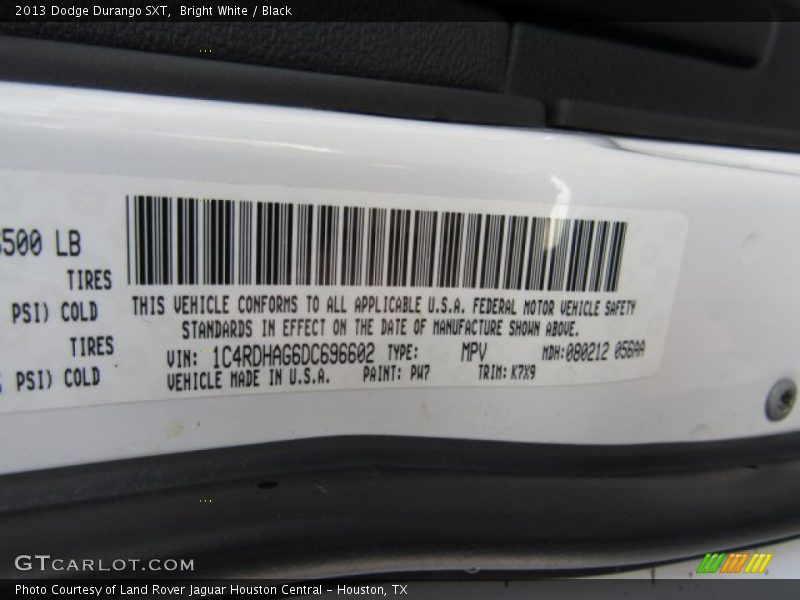 2013 Dodge Durango SXT,  Bright White / Black
500 LB
TIRES
PSI) COLD
TIRES
PSI) COLD
THIS VEHICLE CONFORMS TO ALL APPLICABLE U.S.A. FEDERAL MOTOR VEHICLE SAFETY
STANDARDS IN EFFECT ON THE DATE OF MANUFACTURE SHOWN ABOVE.
VIN: 1C4RDHAG6DC696602 TYPE: MPV MDH:080212 056AA
VEHICLE MADE IN U.S.A. PAINT: PW7 TRIM: K7X9
GTCARLOT.COM
Photo Courtesy of Land Rover Jaguar Houston Central - Houston, TX